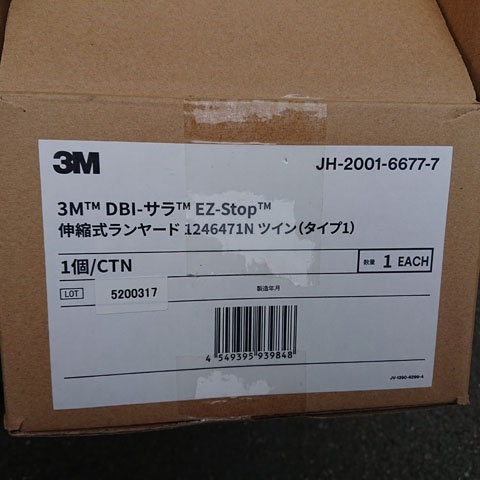 3M
JH-2001-6677-7
3M™ DBI-サラ™ EZ-Stop™
伸縮式ランヤード 1246471N ツイン(タイプ1)
1個/CTN
数量 1 EACH
LOT 5200317
製造年月
4 549395 939848